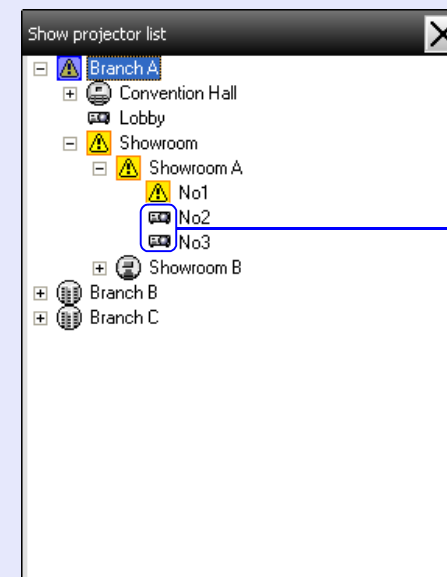 Show projector list
Branch A
Convention Hall
Lobby
Showroom
Showroom A
No1
No2
No3
Showroom B
Branch B
Branch C